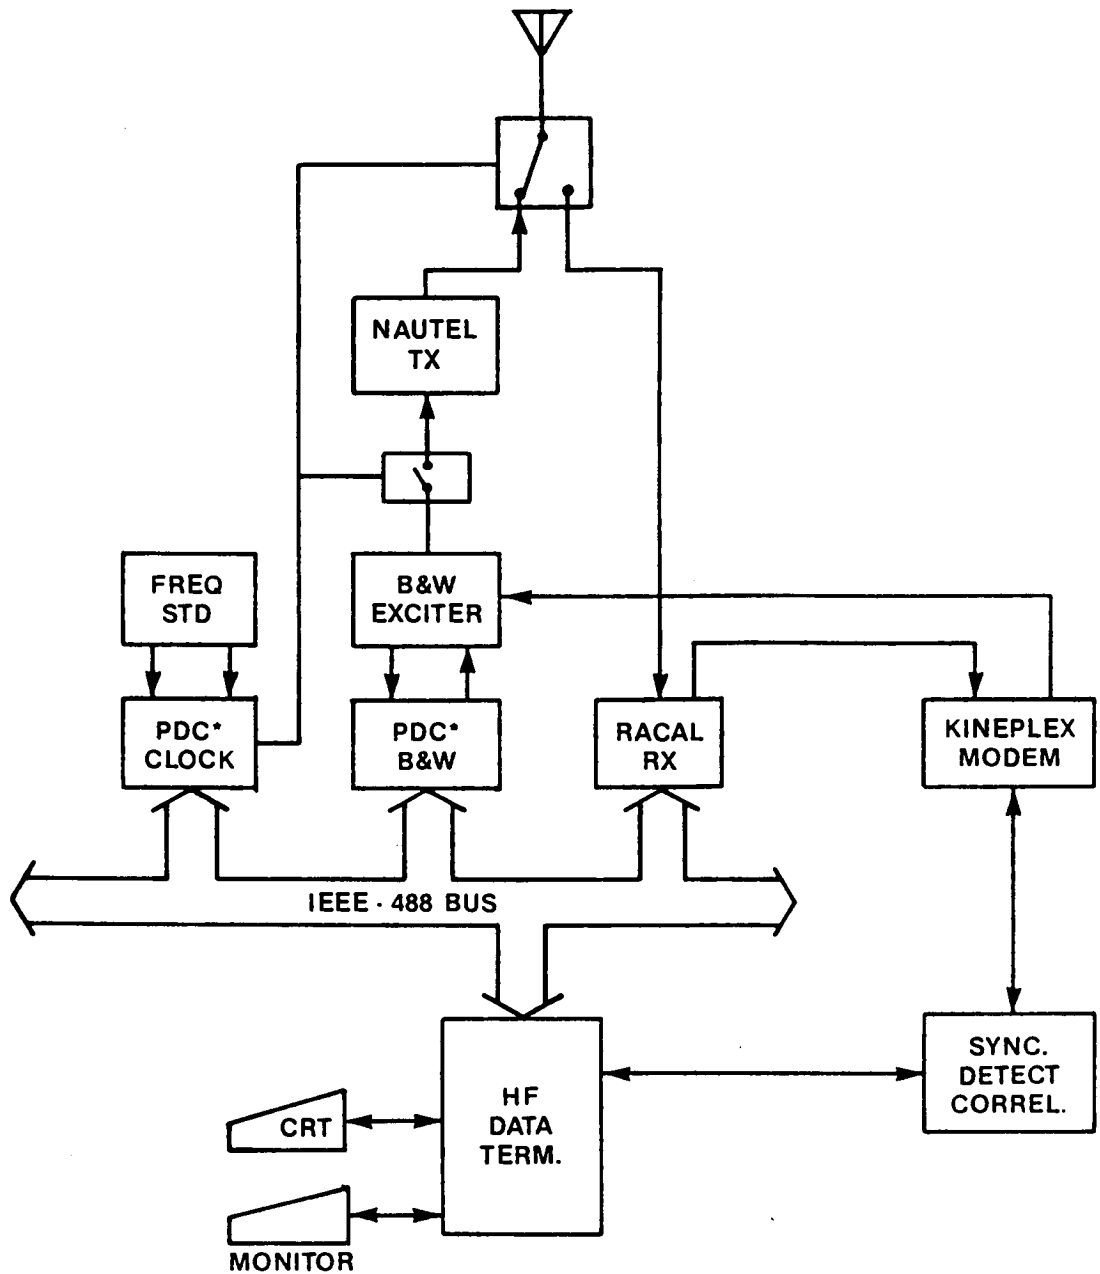 NAUTEL
TX
FREQ
STD
B&W
EXCITER
PDC*
CLOCK
PDC*
B&W
RACAL
RX
KINEPLEX
MODEM
IEEE - 488 BUS
HF
DATA
TERM.
SYNC.
DETECT
CORREL.
CRT
MONITOR